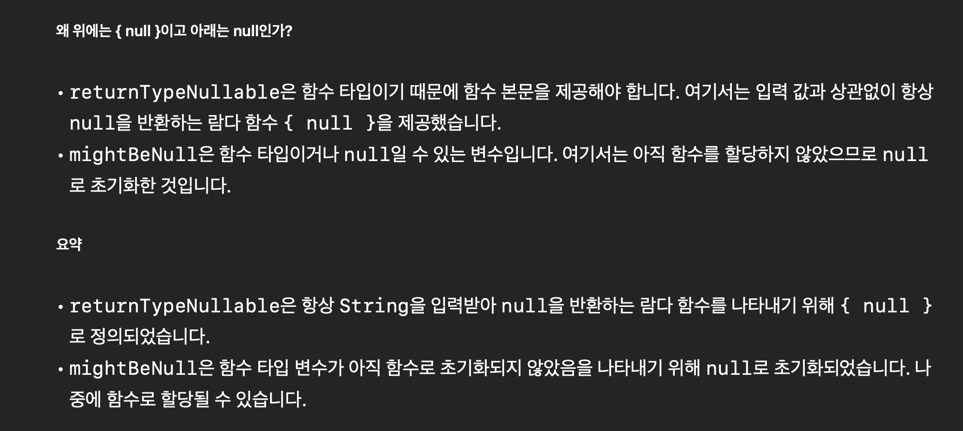 왜 위에는 { null }이고 아래는 null인가?
• returnTypeNullable은 함수 타입이기 때문에 함수 본문을 제공해야 합니다. 여기서는 입력 값과 상관없이 항상
null을 반환하는 람다 함수 { null }을 제공했습니다.
• mightBeNull은 함수 타입이거나 null일 수 있는 변수입니다. 여기서는 아직 함수를 할당하지 않았으므로 null
로 초기화한 것입니다.
요약
• returnTypeNullable은 항상 String을 입력받아 null을 반환하는 람다 함수를 나타내기 위해 { null }
로 정의되었습니다.
• mightBeNull은 함수 타입 변수가 아직 함수로 초기화되지 않았음을 나타내기 위해 null로 초기화되었습니다. 나
중에 함수로 할당될 수 있습니다.